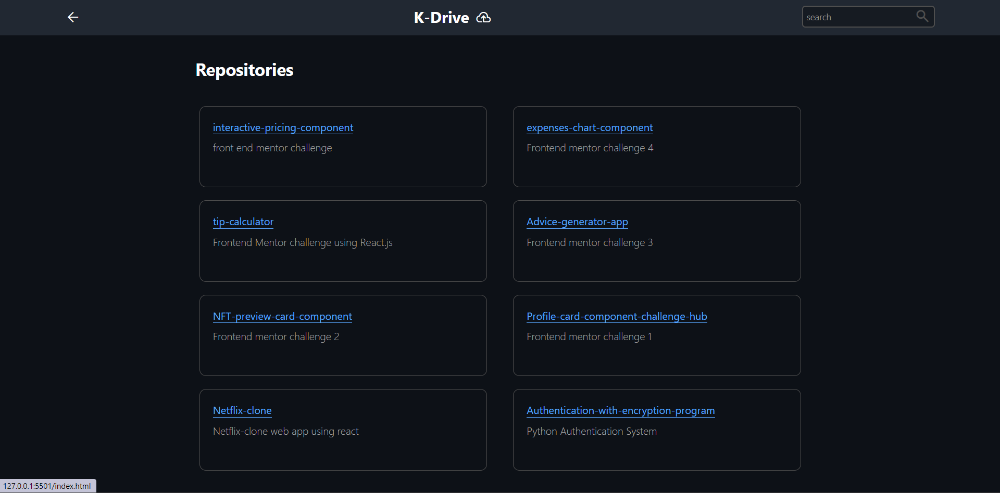 K-Drive
search
Repositories
interactive-pricing-component
front end mentor challenge
expenses-chart-component
Frontend mentor challenge 4
tip-calculator
Frontend Mentor challenge using React.js
Advice-generator-app
Frontend mentor challenge 3
NFT-preview-card-component
Frontend mentor challenge 2
Profile-card-component-challenge-hub
Frontend mentor challenge 1
Netflix-clone
Netflix-clone web app using react
Authentication-with-encryption-program
Python Authentication System
127.0.0.1:5501/index.html